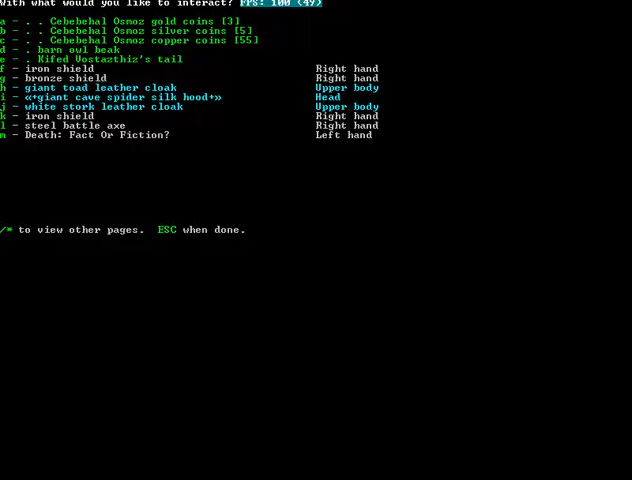 With what would you like to interact? FPS: 100 (49)
a - . . Cebebehal Osmoz gold coins [3]
b - . . Cebebehal Osmoz silver coins [5]
c - . . Cebebehal Osmoz copper coins [55]
d - . barn owl beak
e - . Kifed Vostazthiz's tail
f - iron shield Right hand
g - bronze shield Right hand
h - giant toad leather cloak Upper body
i - «+giant cave spider silk hood+» Head
j - white stork leather cloak Upper body
k - iron shield Right hand
l - steel battle axe Right hand
m - Death: Fact Or Fiction? Left hand
/* to view other pages. ESC when done.